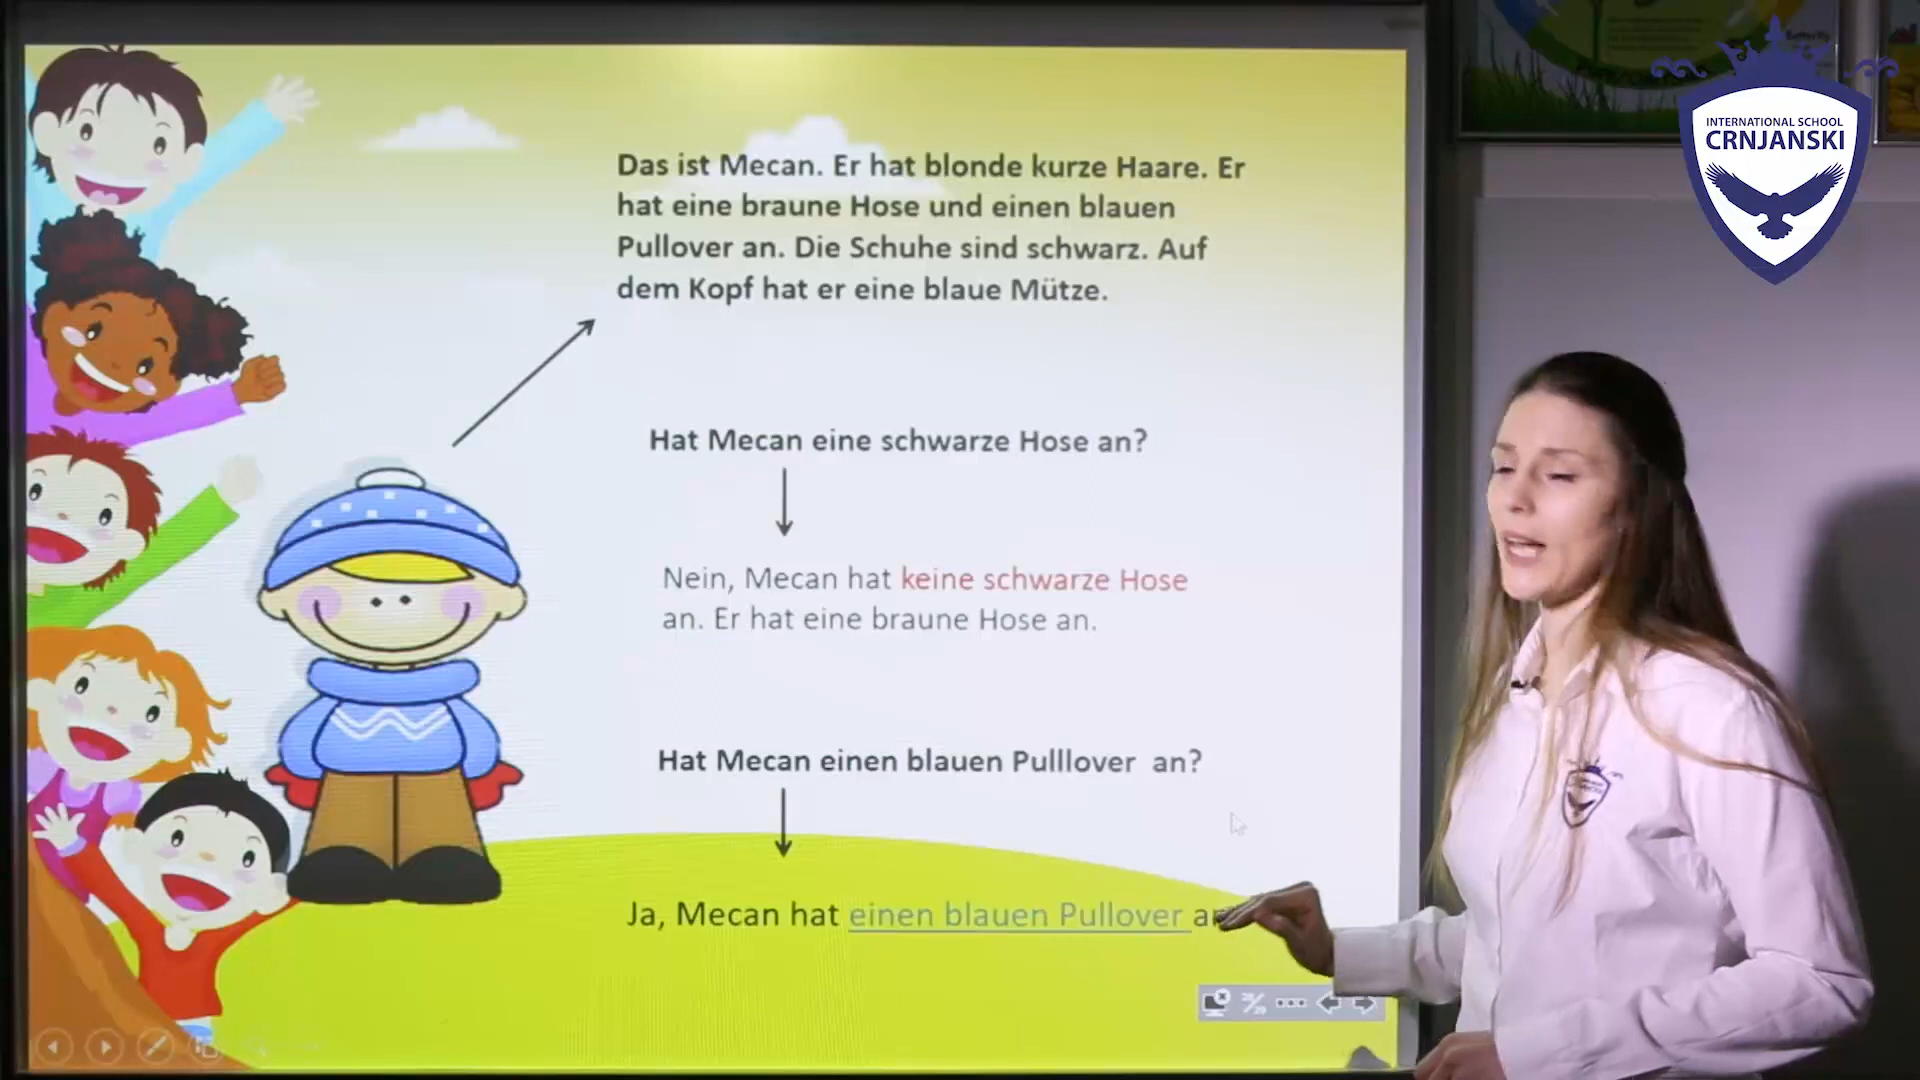 Das ist Mecan. Er hat blonde kurze Haare. Er
hat eine braune Hose und einen blauen
Pullover an. Die Schuhe sind schwarz. Auf
dem Kopf hat er eine blaue Mütze.
Hat Mecan eine schwarze Hose an?
Nein, Mecan hat keine schwarze Hose
an. Er hat eine braune Hose an.
Hat Mecan einen blauen Pulllover an?
Ja, Mecan hat einen blauen Pullover
INTERNATIONAL SCHOOL
CRNJANSKI